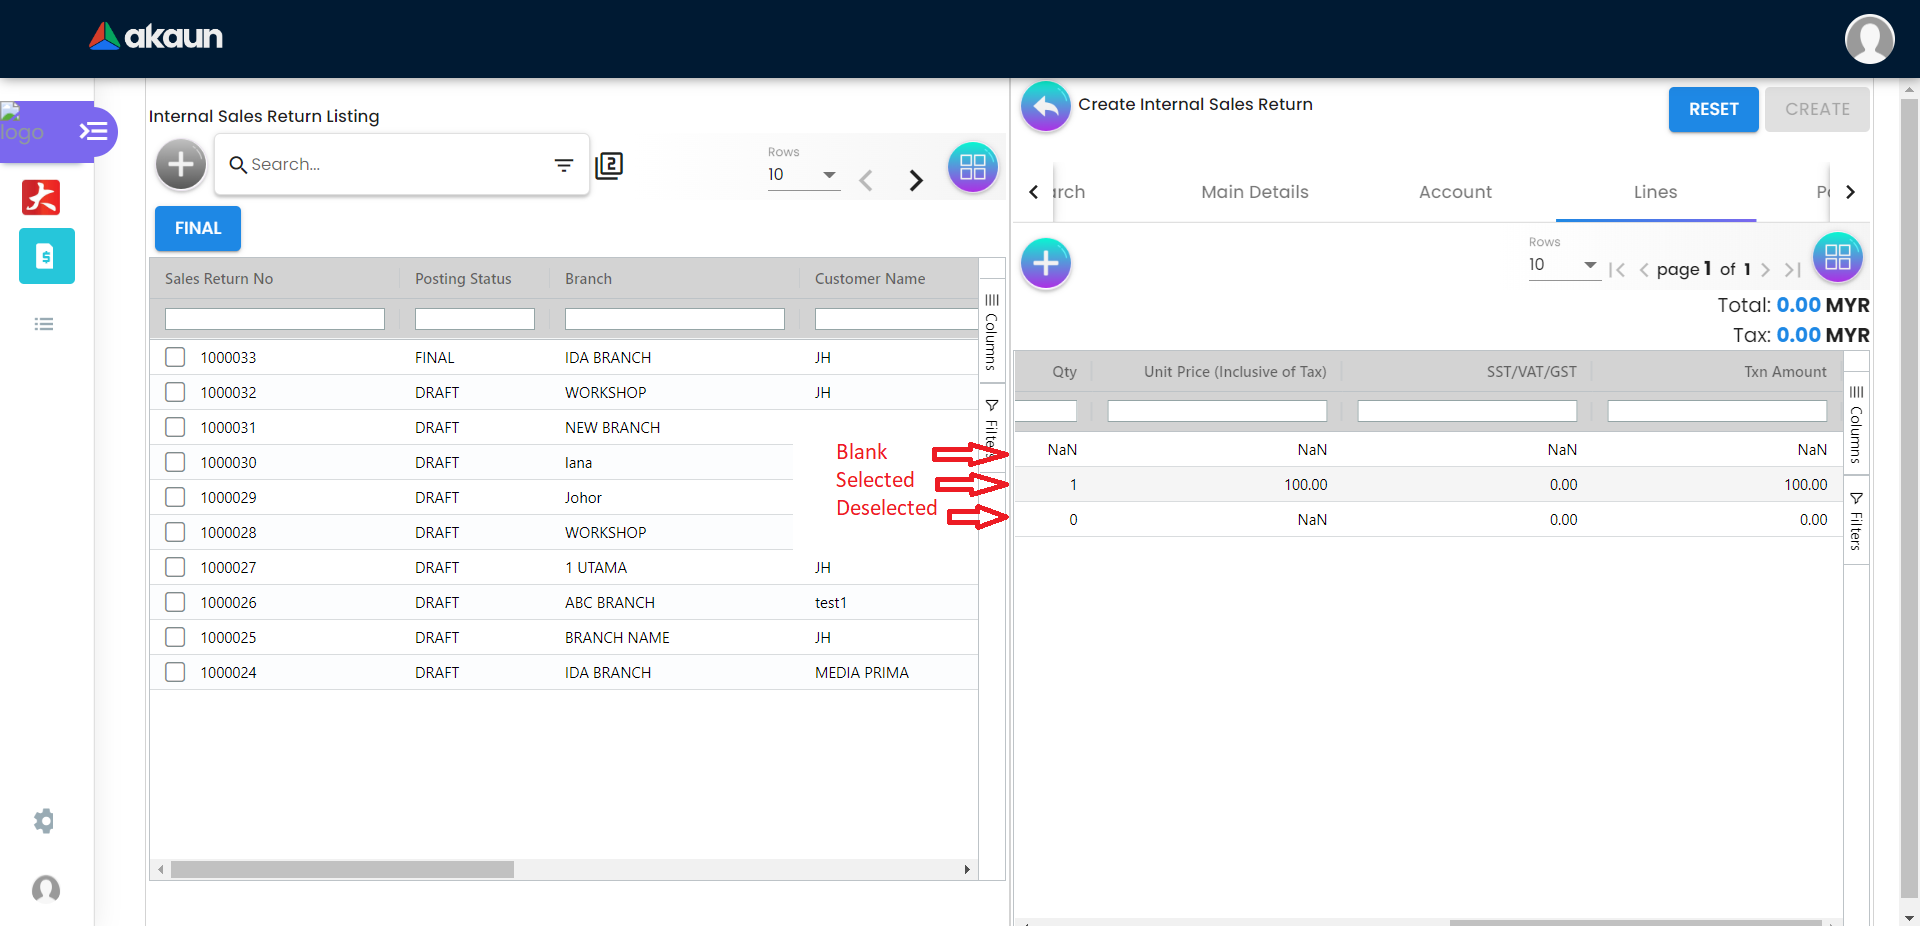 akaun
logo
Internal Sales Return Listing
Search...
2
Rows
10
FINAL
Sales Return No Posting Status Branch Customer Name
1000033 FINAL IDA BRANCH JH
1000032 DRAFT WORKSHOP JH
1000031 DRAFT NEW BRANCH
1000030 DRAFT lana
1000029 DRAFT Johor
1000028 DRAFT WORKSHOP
1000027 DRAFT 1 UTAMA JH
1000026 DRAFT ABC BRANCH test1
1000025 DRAFT BRANCH NAME JH
1000024 DRAFT IDA BRANCH MEDIA PRIMA
Columns
Filters
Blank
Selected
Deselected
Create Internal Sales Return
RESET CREATE
arch Main Details Account Lines
Rows
10
page 1 of 1
Total: 0.00 MYR
Tax: 0.00 MYR
Qty Unit Price (Inclusive of Tax) SST/VAT/GST Txn Amount
NaN NaN NaN NaN
1 100.00 0.00 100.00
0 NaN 0.00 0.00
Columns
Filters